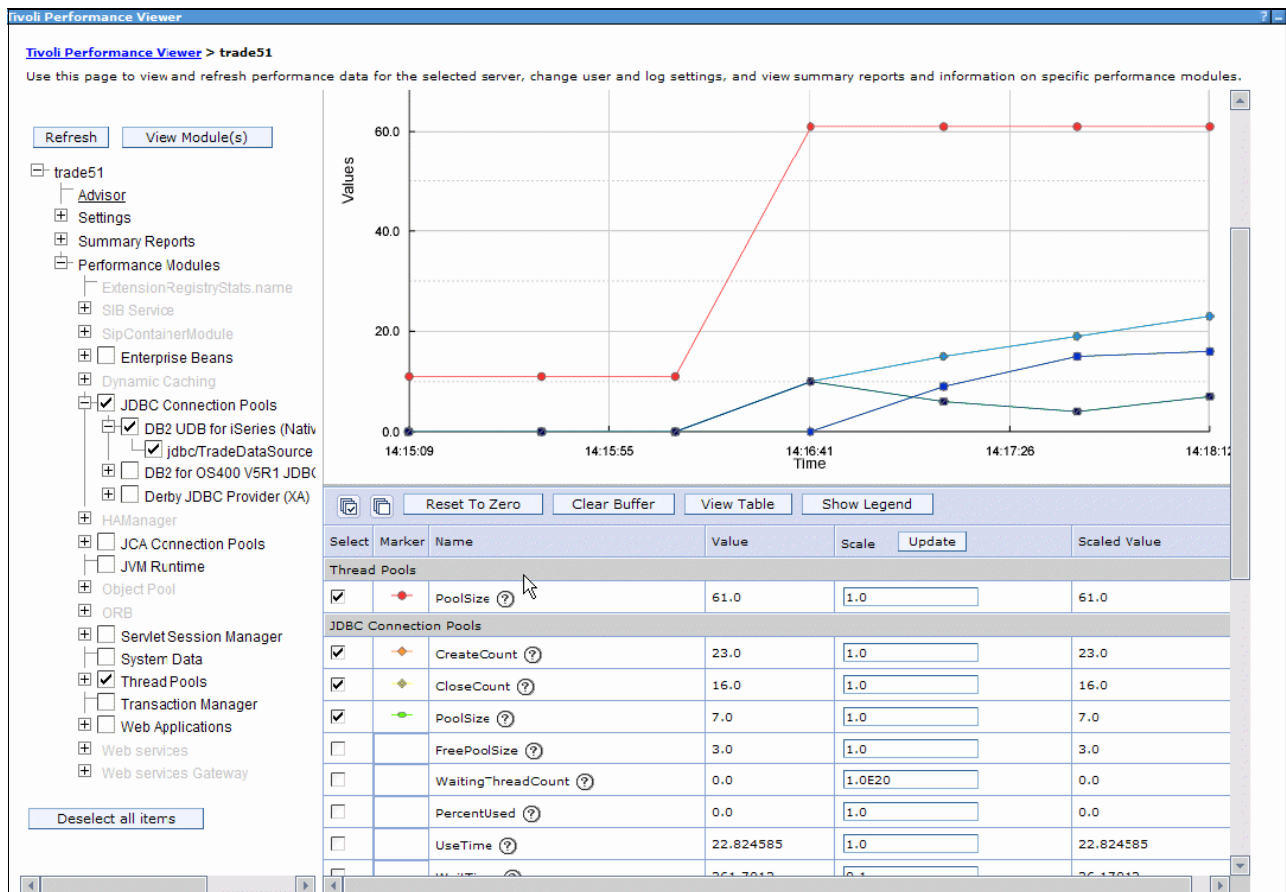 Tivoli Performance Viewer
Tivoli Performance Viewer > trade51
Use this page to view and refresh performance data for the selected server, change user and log settings, and view summary reports and information on specific performance modules.
Refresh View Module(s)
trade51
Advisor
Settings
Summary Reports
Performance Modules
ExtensionRegistryStats.name
SIB Service
SipContainerModule
Enterprise Beans
Dynamic Caching
JDBC Connection Pools
DB2 UDB for iSeries (Nativ
jdbc/TradeDataSource
DB2 for OS400 V5R1 JDB(
Derby JDBC Provider (XA)
HAManager
JCA Connection Pools
JVM Runtime
Object Pool
ORB
Servlet Session Manager
System Data
Thread Pools
Transaction Manager
Web Applications
Web services
Web services Gateway
Deselect all items
Values
60.0
40.0
20.0
0.0
14:15:09 14:15:55 14:16:41 14:17:26 14:18:12
Time
Reset To Zero Clear Buffer View Table Show Legend
Select Marker Name Value Scale Update Scaled Value
Thread Pools
PoolSize ? 61.0 1.0 61.0
JDBC Connection Pools
CreateCount ? 23.0 1.0 23.0
CloseCount ? 16.0 1.0 16.0
PoolSize ? 7.0 1.0 7.0
FreePoolSize ? 3.0 1.0 3.0
WaitingThreadCount ? 0.0 1.0E20 0.0
PercentUsed ? 0.0 1.0 0.0
UseTime ? 22.824585 1.0 22.824585